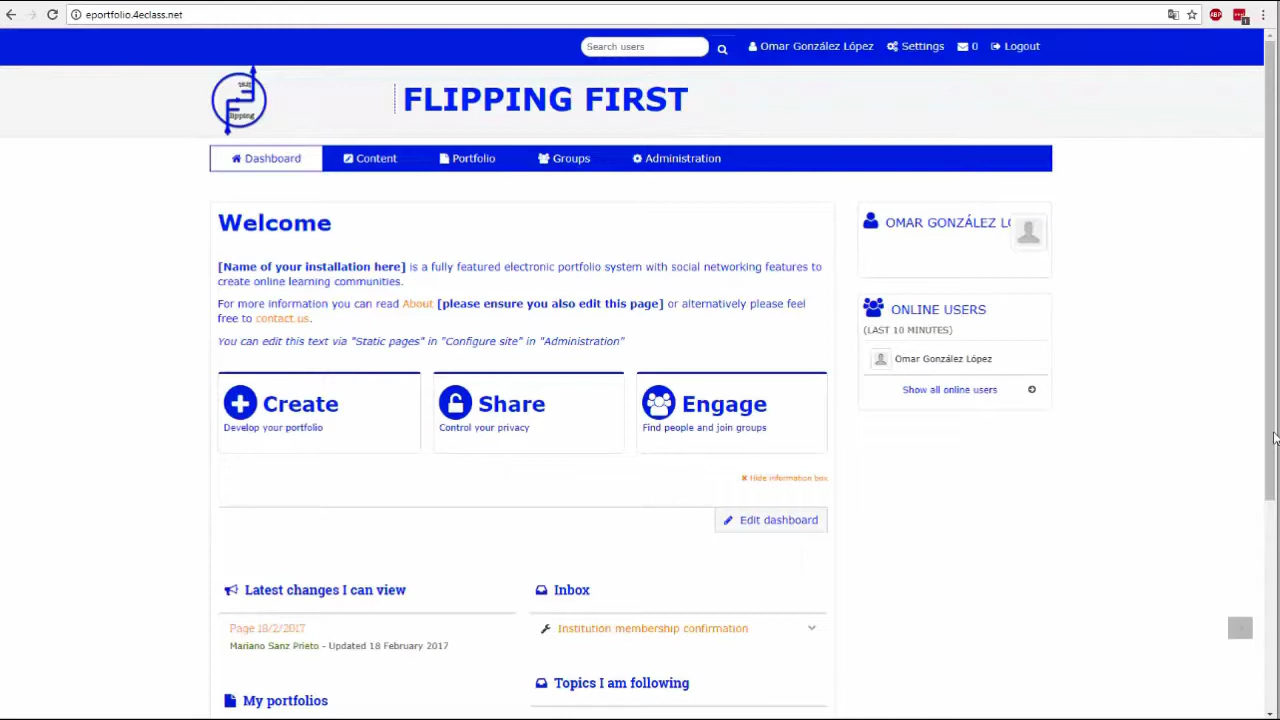 eportfolio.4eclass.net
Search users
Omar González López
Settings
0
Logout
flipping
FLIPPING FIRST
Dashboard
Content
Portfolio
Groups
Administration
Welcome
[Name of your installation here] is a fully featured electronic portfolio system with social networking features to
create online learning communities.
For more information you can read About [please ensure you also edit this page] or alternatively please feel
free to contact us.
You can edit this text via "Static pages" in "Configure site" in "Administration"
Create
Develop your portfolio
Share
Control your privacy
Engage
Find people and join groups
Hide information box
Edit dashboard
Latest changes I can view
Page 18/2/2017
Mariano Sanz Prieto - Updated 18 February 2017
My portfolios
Inbox
Institution membership confirmation
Topics I am following
OMAR GONZÁLEZ LÓ
ONLINE USERS
(LAST 10 MINUTES)
Omar González López
Show all online users
ABP